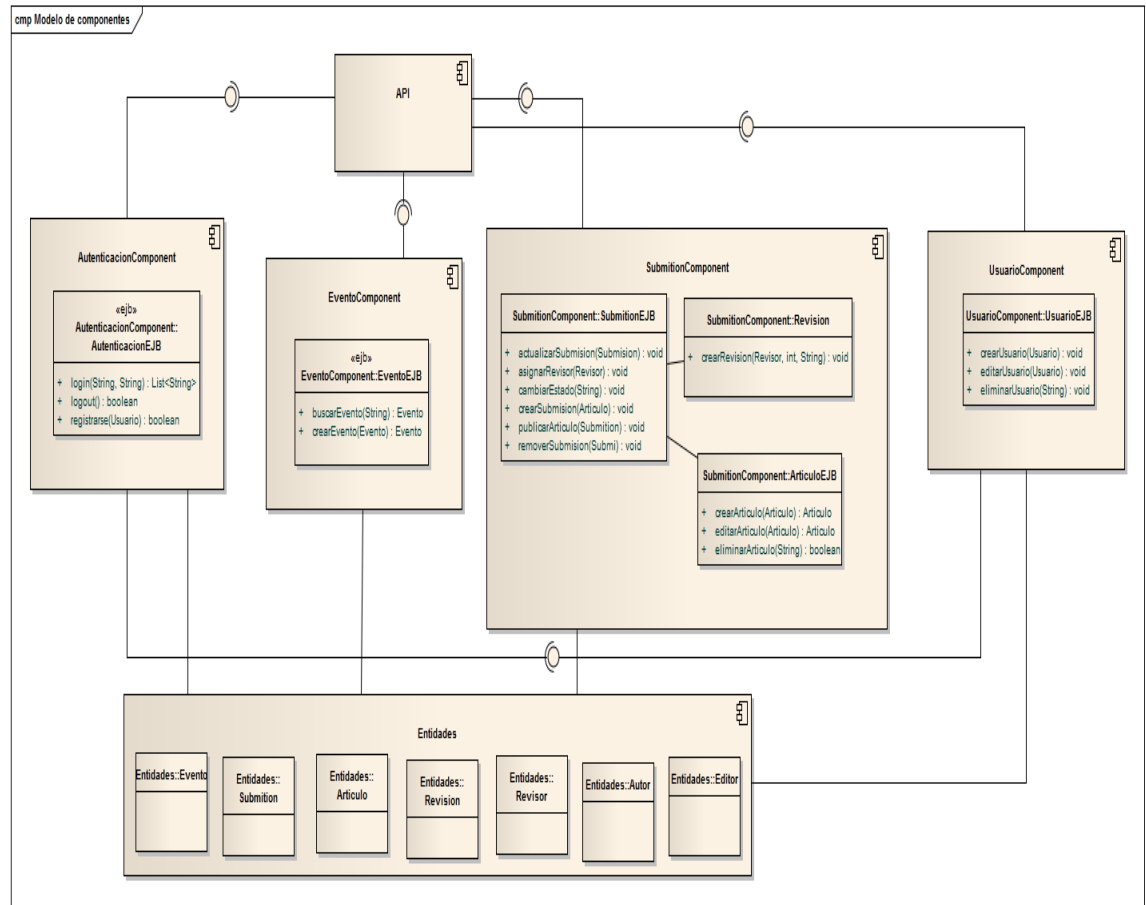 cmp Modelo de componentes
API
AutenticacionComponent
«ejb»
AutenticacionComponent::
AutenticacionEJB
+ login(String, String) : List<String>
+ logout() : boolean
+ registrarse(Usuario) : boolean
EventoComponent
«ejb»
EventoComponent::EventoEJB
+ buscarEvento(String) : Evento
+ crearEvento(Evento) : Evento
SubmitionComponent
SubmitionComponent::SubmitionEJB
+ actualizarSubmision(Submision) : void
+ asignarRevisor(Revisor) : void
+ cambiarEstado(String) : void
+ crearSubmision(Articulo) : void
+ publicarArticulo(Submition) : void
+ removerSubmision(Submi) : void
SubmitionComponent::Revision
+ crearRevision(Revisor, int, String) : void
SubmitionComponent::ArticuloEJB
+ crearArticulo(Articulo) : Articulo
+ editarArticulo(Articulo) : Articulo
+ eliminarArticulo(String) : boolean
UsuarioComponent
UsuarioComponent::UsuarioEJB
+ crearUsuario(Usuario) : void
+ editarUsuario(Usuario) : void
+ eliminarUsuario(String) : void
Entidades
Entidades::Evento
Entidades::
Submition
Entidades::
Articulo
Entidades::
Revision
Entidades::
Revisor
Entidades::Autor
Entidades::Editor